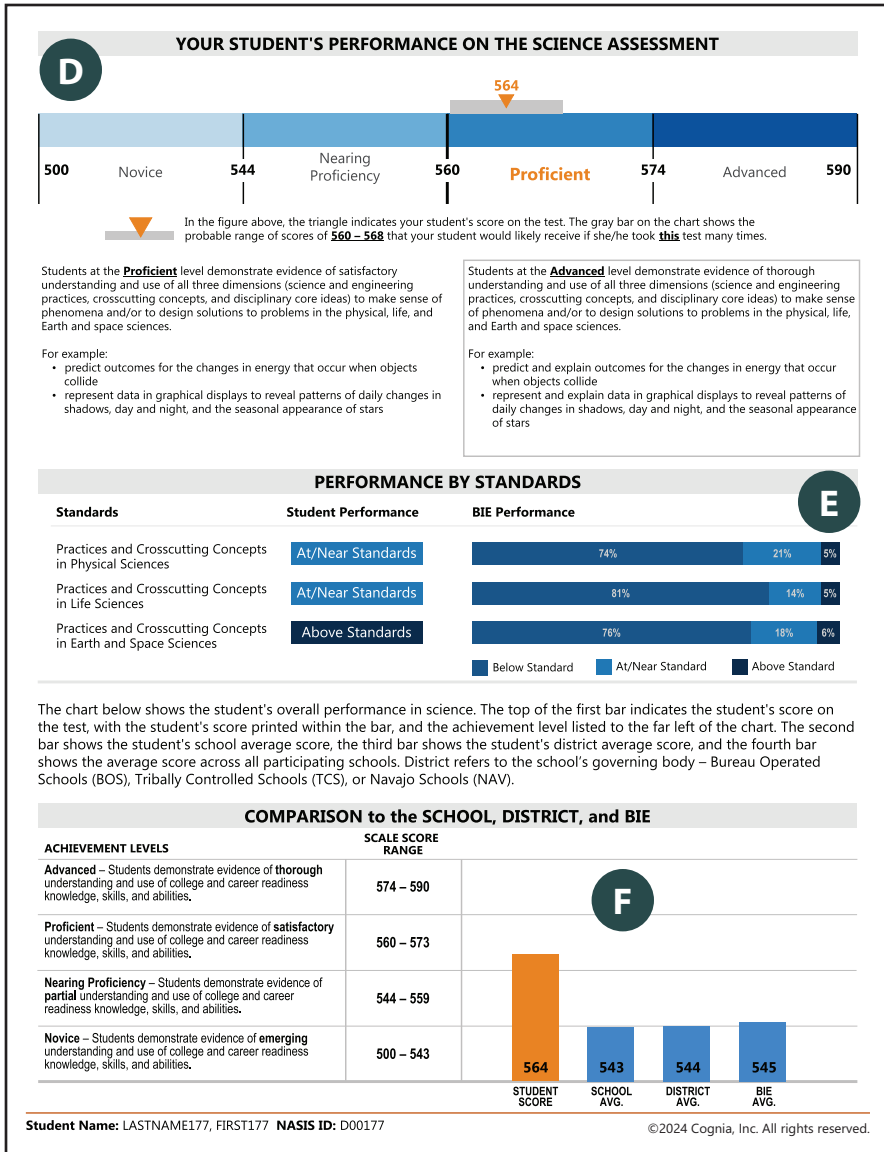 YOUR STUDENT'S PERFORMANCE ON THE SCIENCE ASSESSMENT
D
564
500
Novice
544
Nearing
Proficiency
560
Proficient
574
Advanced
590
In the figure above, the triangle indicates your student's score on the test. The gray bar on the chart shows the
probable range of scores of 560 – 568 that your student would likely receive if she/he took this test many times.
Students at the Proficient level demonstrate evidence of satisfactory
understanding and use of all three dimensions (science and engineering
practices, crosscutting concepts, and disciplinary core ideas) to make sense of
phenomena and/or to design solutions to problems in the physical, life, and
Earth and space sciences.
For example:
• predict outcomes for the changes in energy that occur when objects
collide
• represent data in graphical displays to reveal patterns of daily changes in
shadows, day and night, and the seasonal appearance of stars
Students at the Advanced level demonstrate evidence of thorough
understanding and use of all three dimensions (science and engineering
practices, crosscutting concepts, and disciplinary core ideas) to make sense
of phenomena and/or to design solutions to problems in the physical, life,
and Earth and space sciences.
For example:
• predict and explain outcomes for the changes in energy that occur
when objects collide
• represent and explain data in graphical displays to reveal patterns of
daily changes in shadows, day and night, and the seasonal appearance
of stars
PERFORMANCE BY STANDARDS
E
Standards
Student Performance
BIE Performance
Practices and Crosscutting Concepts
in Physical Sciences
At/Near Standards
74%
21%
5%
Practices and Crosscutting Concepts
in Life Sciences
At/Near Standards
81%
14%
5%
Practices and Crosscutting Concepts
in Earth and Space Sciences
Above Standards
76%
18%
6%
Below Standard
At/Near Standard
Above Standard
The chart below shows the student's overall performance in science. The top of the first bar indicates the student's score on
the test, with the student's score printed within the bar, and the achievement level listed to the far left of the chart. The second
bar shows the student's school average score, the third bar shows the student's district average score, and the fourth bar
shows the average score across all participating schools. District refers to the school's governing body – Bureau Operated
Schools (BOS), Tribally Controlled Schools (TCS), or Navajo Schools (NAV).
COMPARISON to the SCHOOL, DISTRICT, and BIE
ACHIEVEMENT LEVELS
SCALE SCORE
RANGE
Advanced – Students demonstrate evidence of thorough
understanding and use of college and career readiness
knowledge, skills, and abilities.
574 – 590
F
Proficient – Students demonstrate evidence of satisfactory
understanding and use of college and career readiness
knowledge, skills, and abilities.
560 – 573
Nearing Proficiency – Students demonstrate evidence of
partial understanding and use of college and career
readiness knowledge, skills, and abilities.
544 – 559
Novice – Students demonstrate evidence of emerging
understanding and use of college and career readiness
knowledge, skills, and abilities.
500 – 543
564
543
544
545
STUDENT
SCORE
SCHOOL
AVG.
DISTRICT
AVG.
BIE
AVG.
Student Name: LASTNAME177, FIRST177 NASIS ID: D00177
©2024 Cognia, Inc. All rights reserved.